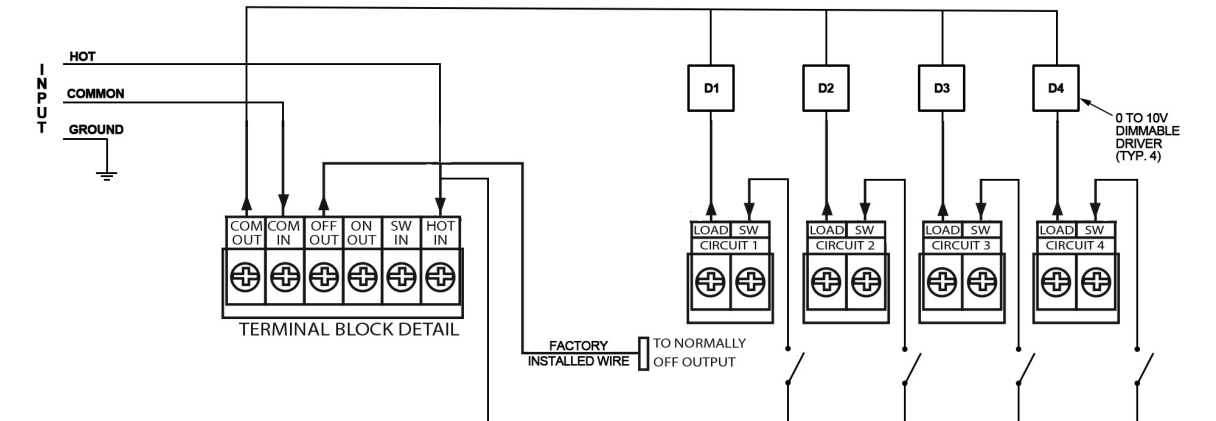 INPUT
HOT
COMMON
GROUND
D1
D2
D3
D4
0 TO 10V
DIMMABLE
DRIVER
(TYP. 4)
COM OUT
COM IN
OFF OUT
ON OUT
SW IN
HOT IN
TERMINAL BLOCK DETAIL
LOAD SW
CIRCUIT 1
LOAD SW
CIRCUIT 2
LOAD SW
CIRCUIT 3
LOAD SW
CIRCUIT 4
FACTORY
INSTALLED WIRE
TO NORMALLY
OFF OUTPUT